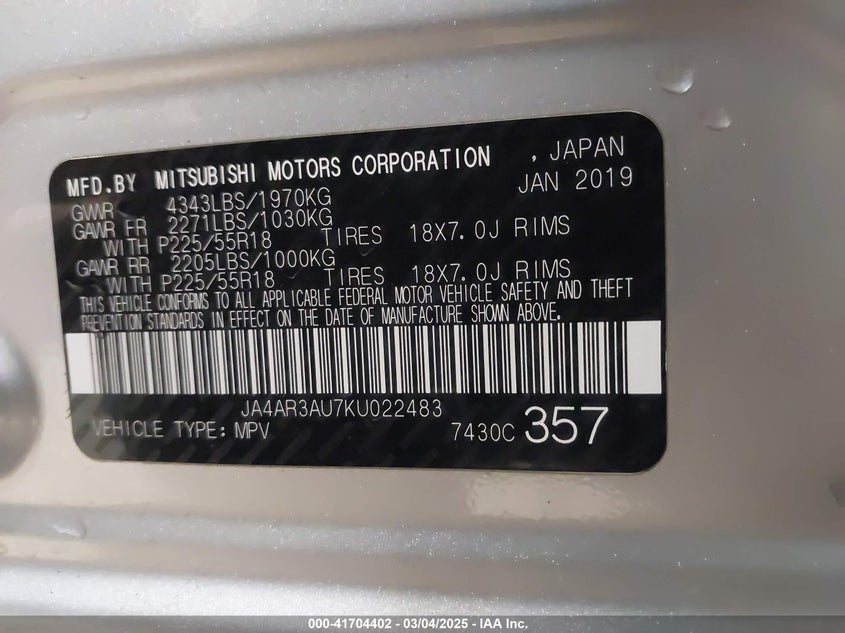 MFD.BY MITSUBISHI MOTORS CORPORATION , JAPAN
JAN 2019
GVWR 4343LBS/1970KG
GAWR FR 2271LBS/1030KG
WITH P225/55R18 TIRES 18X7.0J RIMS
GAWR RR 2205LBS/1000KG
WITH P225/55R18 TIRES 18X7.0J RIMS
THIS VEHICLE CONFORMS TO ALL APPLICABLE FEDERAL MOTOR VEHICLE SAFETY AND THEFT
PREVENTION STANDARDS IN EFFECT ON THE DATE OF MANUFACTURE SHOWN ABOVE.
JA4AR3AU7KU022483
VEHICLE TYPE: MPV 7430C 357
000-41704402 - 03/04/2025 - IAA Inc.